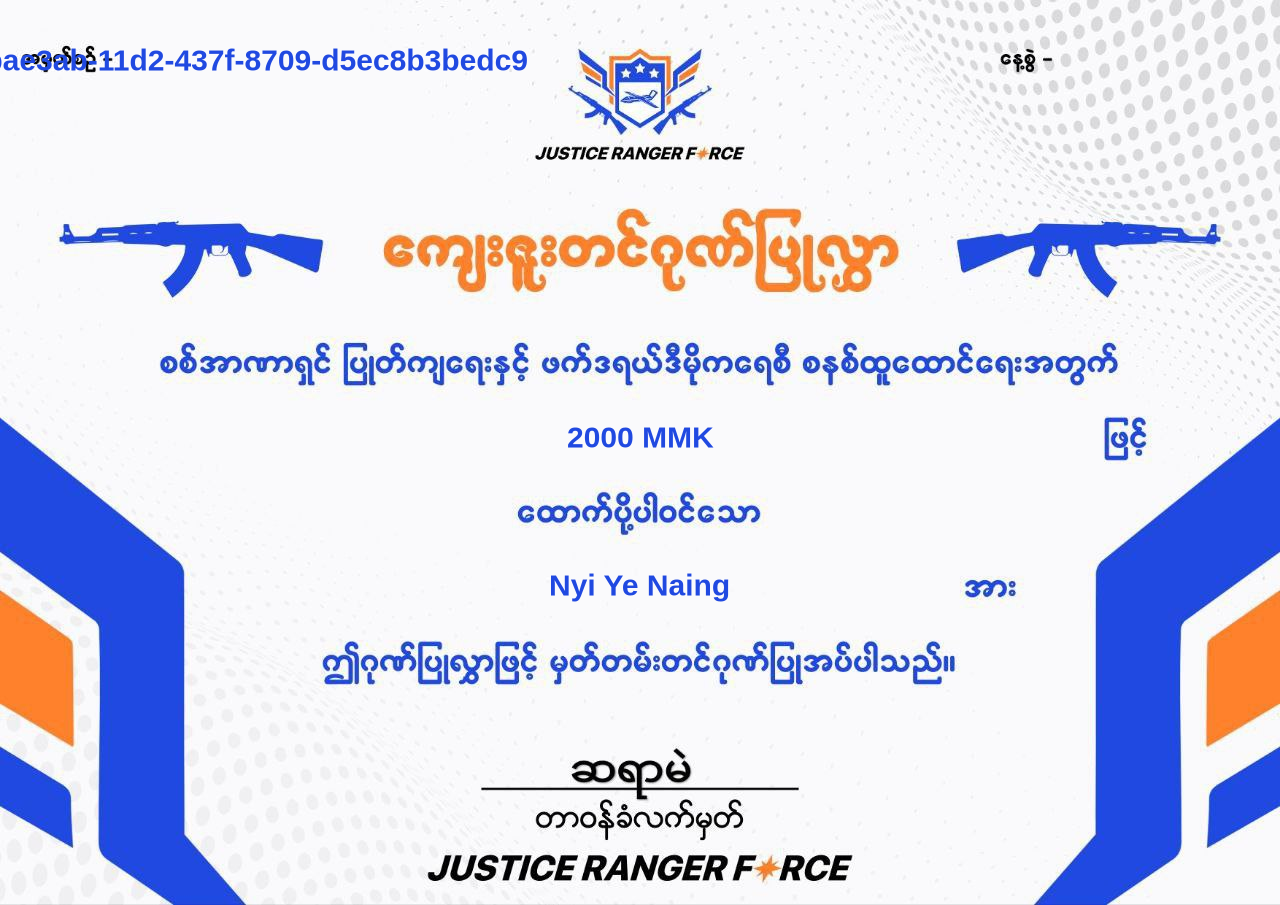 အမှတ်စဉ် -
ae3ab-11d2-437f-8709-d5ec8b3bedc9
နေ့စွဲ -
JUSTICE RANGER FORCE
ကျေးဇူးတင်ဂုဏ်ပြုလွှာ
စစ်အာဏာရှင် ပြုတ်ကျရေးနှင့် ဖက်ဒရယ်ဒီမိုကရေစီ စနစ်ထူထောင်ရေးအတွက်
2000 MMK ဖြင့်
ထောက်ပို့ပါဝင်သော
Nyi Ye Naing အား
ဤဂုဏ်ပြုလွှာဖြင့် မှတ်တမ်းတင်ဂုဏ်ပြုအပ်ပါသည်။
ဆရာမဲ
တာဝန်ခံလက်မှတ်
JUSTICE RANGER FORCE